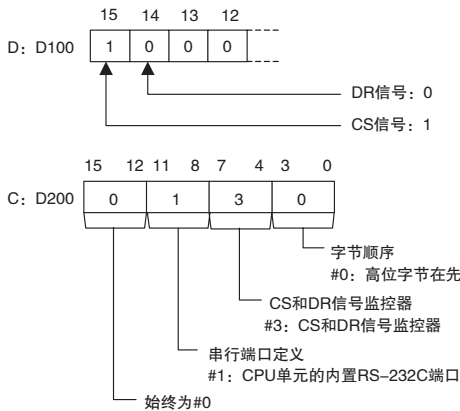 15 14 13 12
D：D100 1 0 0 0
DR信号：0
CS信号：1
15 12 11 8 7 4 3 0
C：D200 0 1 3 0
字节顺序
#0：高位字节在先
CS和DR信号监控器
#3：CS和DR信号监控器
串行端口定义
#1：CPU单元的内置RS-232C端口
始终为#0